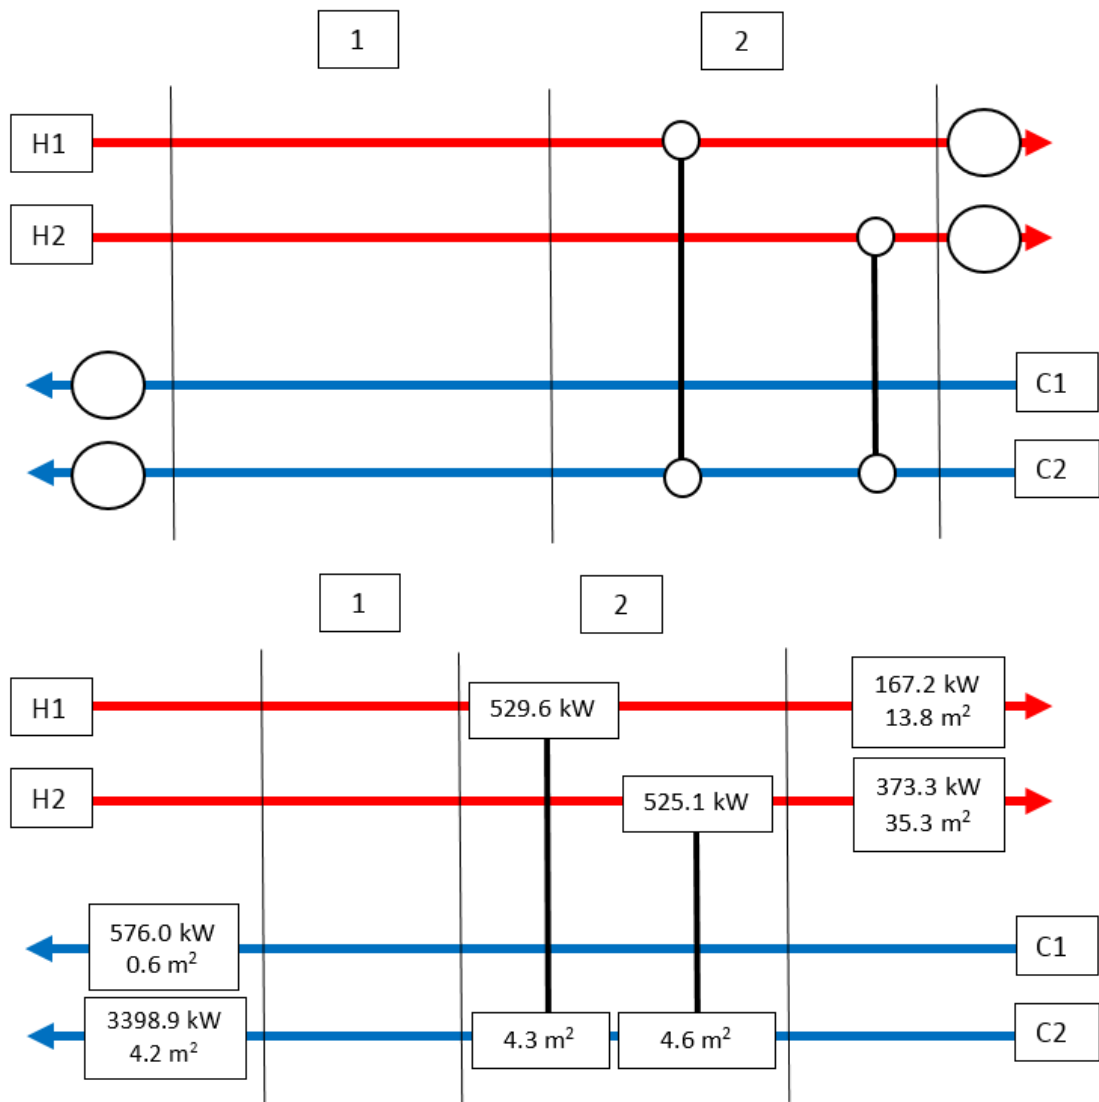 1
2
H1
H2
C1
C2
1
2
H1
529.6 kW
167.2 kW
13.8 m²
H2
525.1 kW
373.3 kW
35.3 m²
576.0 kW
0.6 m²
C1
3398.9 kW
4.2 m²
4.3 m²
4.6 m²
C2